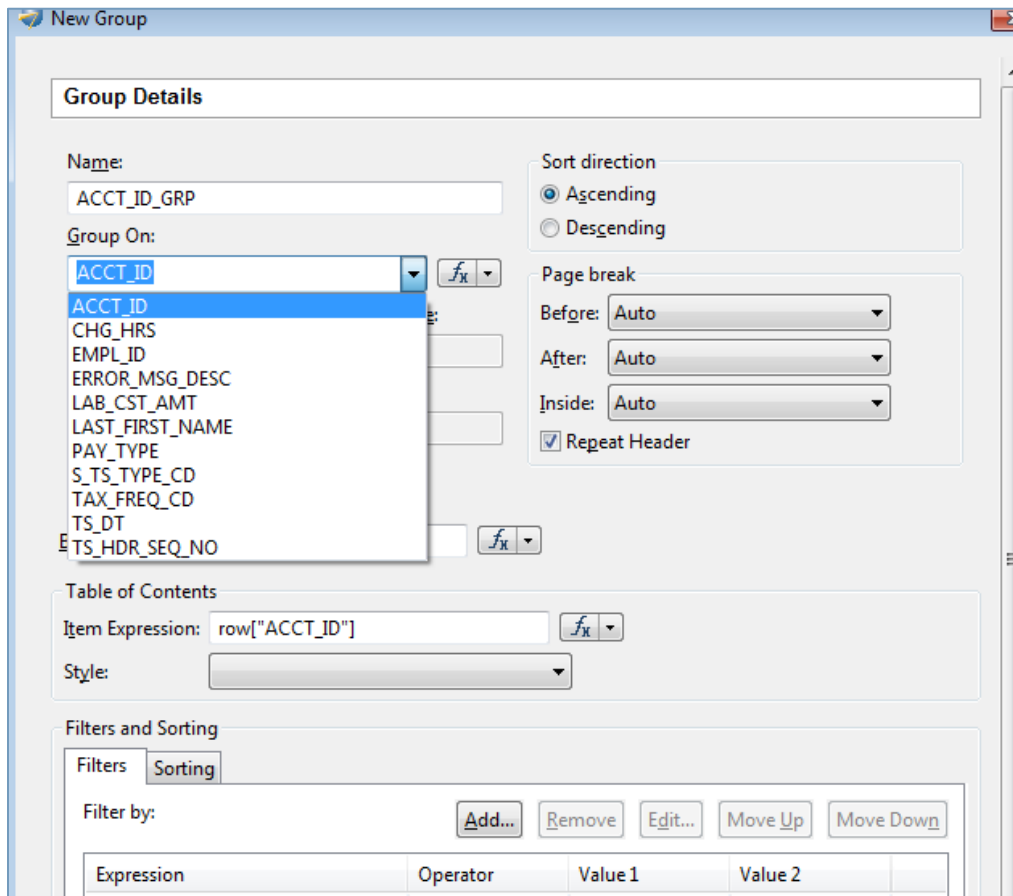 New Group
Group Details
Name:
ACCT_ID_GRP
Group On:
ACCT_ID
fx
ACCT_ID
CHG_HRS
EMPL_ID
ERROR_MSG_DESC
LAB_CST_AMT
LAST_FIRST_NAME
PAY_TYPE
S_TS_TYPE_CD
TAX_FREQ_CD
TS_DT
TS_HDR_SEQ_NO
fx
Sort direction
Ascending
Descending
Page break
Before: Auto
After: Auto
Inside: Auto
Repeat Header
Table of Contents
Item Expression: row["ACCT_ID"] fx
Style:
Filters and Sorting
Filters Sorting
Filter by: Add... Remove Edit... Move Up Move Down
Expression Operator Value 1 Value 2